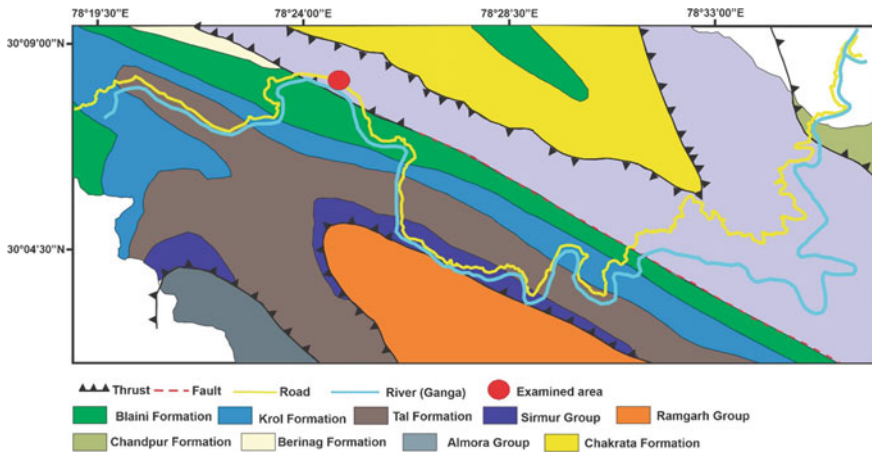 78°19'30"E 78°24'00"E 78°28'30"E 78°33'00"E
30°09'00"N
30°04'30"N
Thrust Fault Road River (Ganga) Examined area
Blaini Formation Krol Formation Tal Formation Sirmur Group Ramgarh Group
Chandpur Formation Berinag Formation Almora Group Chakrata Formation